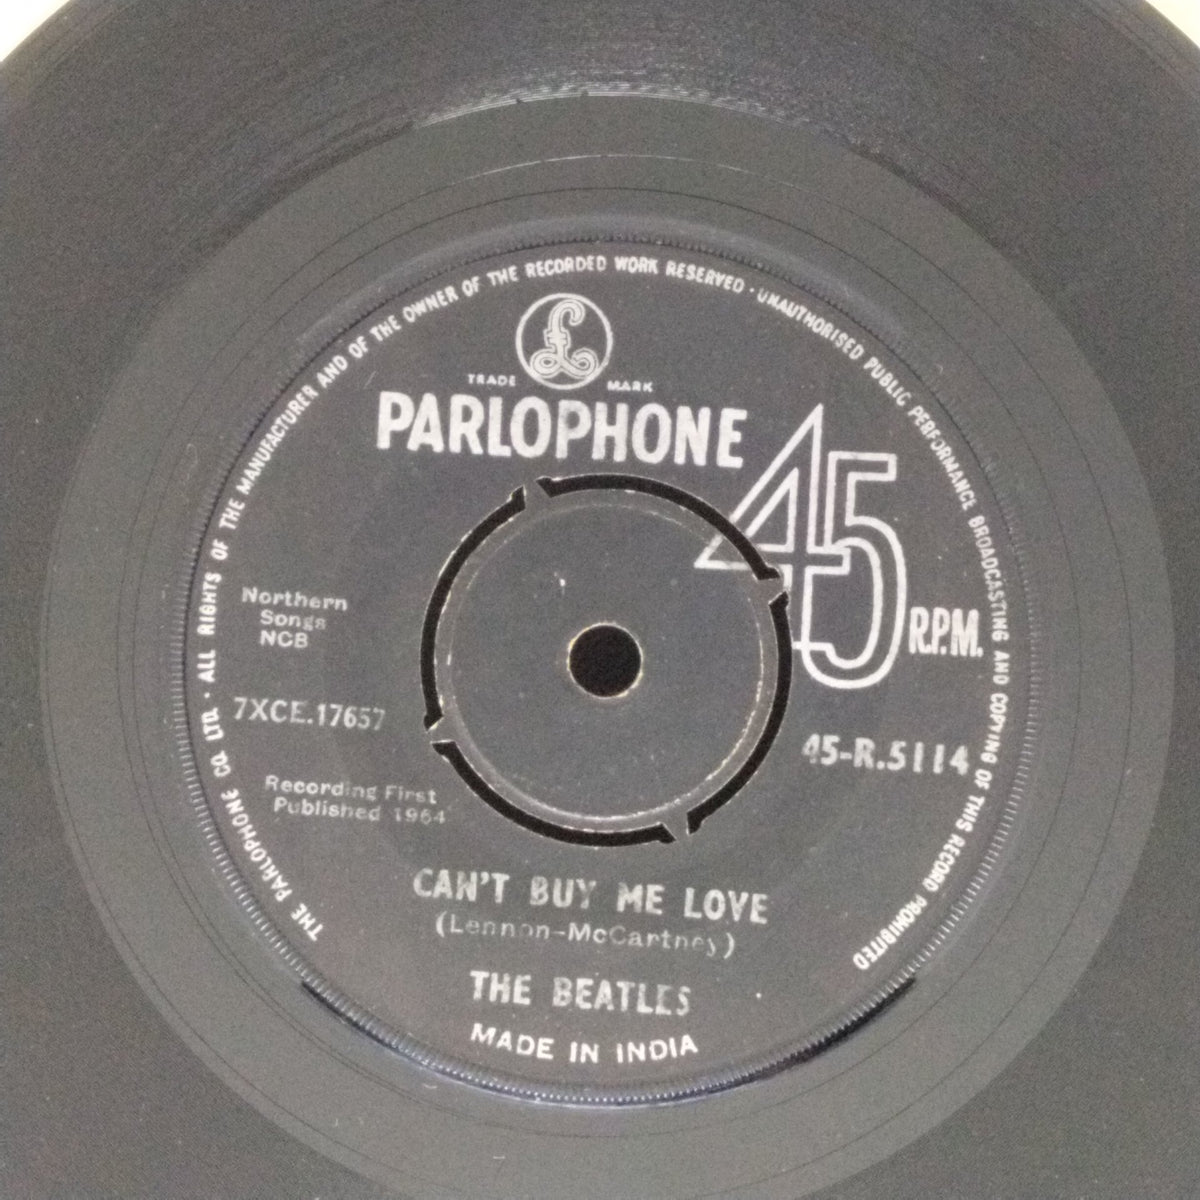 THE PARLOPHONE CO. LTD. · ALL RIGHTS OF THE MANUFACTURER AND OF THE OWNER OF THE RECORDED WORK RESERVED · UNAUTHORISED PUBLIC PERFORMANCE BROADCASTING AND COPYING OF THIS RECORD PROHIBITED
£
TRADE MARK
PARLOPHONE
45
R.P.M.
Northern
Songs
NCB
7XCE.17657
45-R.5114
Recording First
Published 1964
CAN'T BUY ME LOVE
(Lennon-McCartney)
THE BEATLES
MADE IN INDIA